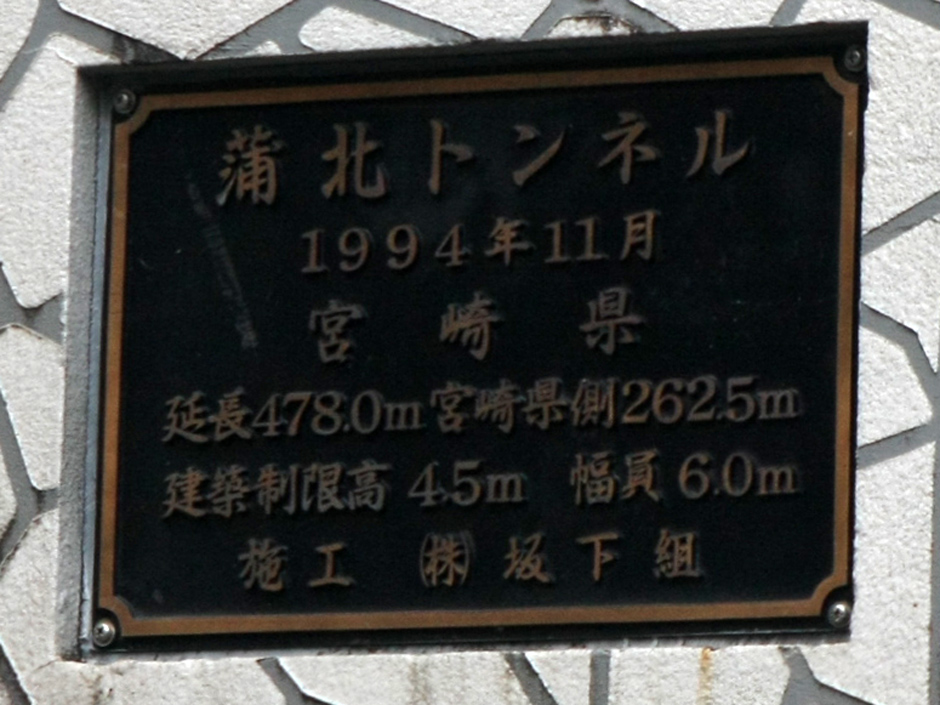 蒲北トンネル
1994年11月
宮崎県
延長478.0m宮崎県側262.5m
建築制限高 4.5m 幅員 6.0m
施工 ㈱ 坂下組